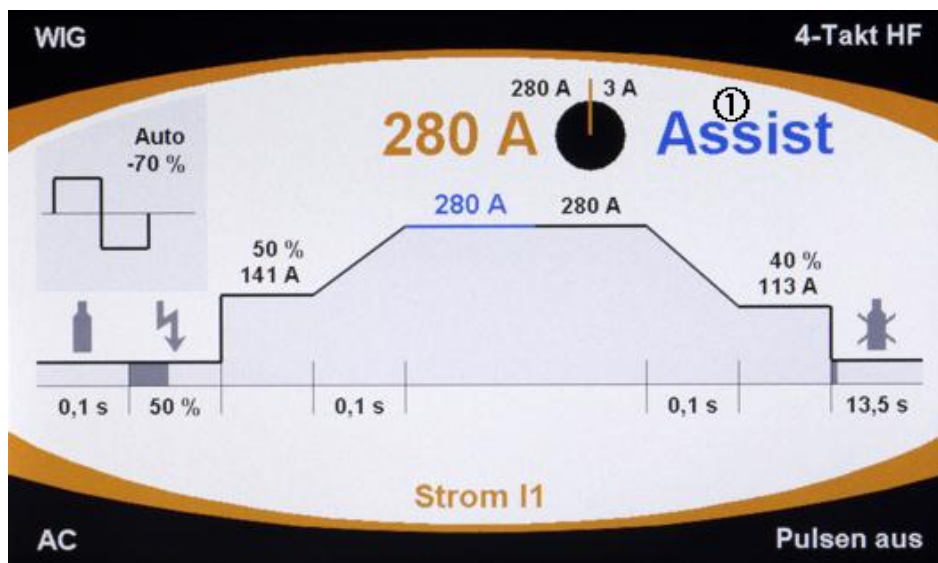 WIG
4-Takt HF
280 A 3 A
①
280 A
Assist
Auto
-70 %
280 A
280 A
50 %
141 A
40 %
113 A
0,1 s
50 %
0,1 s
0,1 s
13,5 s
Strom I1
AC
Pulsen aus